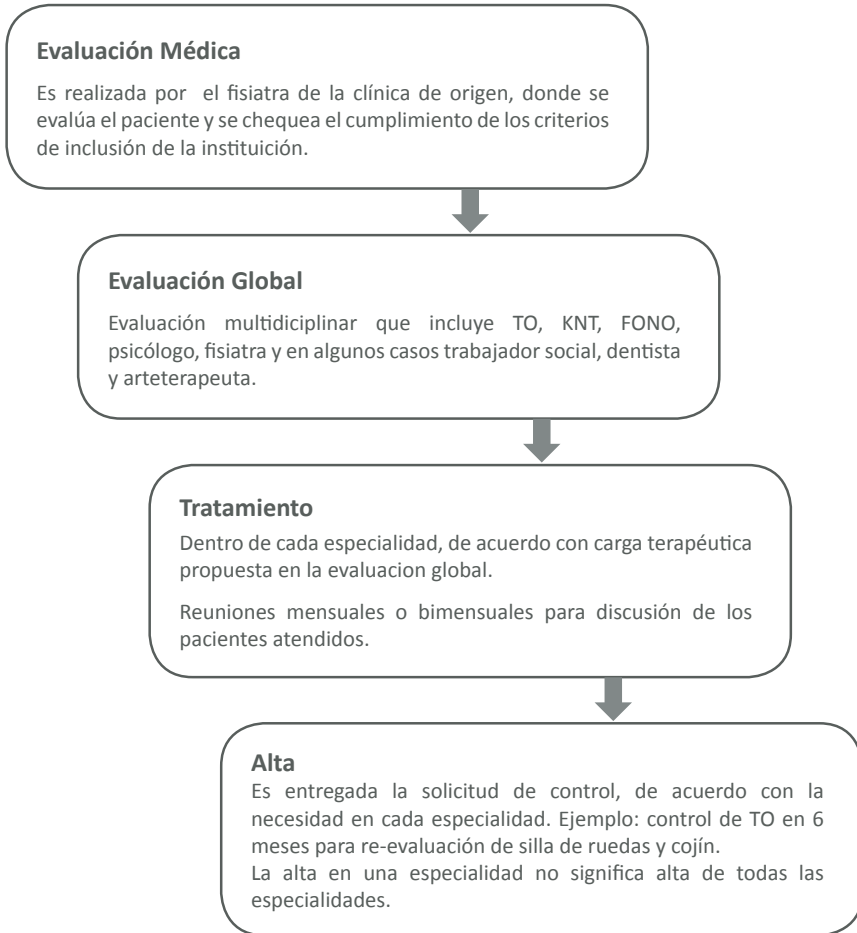 Evaluación Médica
Es realizada por el fisiatra de la clínica de origen, donde se
evalúa el paciente y se chequea el cumplimiento de los criterios
de inclusión de la instituición.
Evaluación Global
Evaluación multidiciplinar que incluye TO, KNT, FONO,
psicólogo, fisiatra y en algunos casos trabajador social, dentista
y arteterapeuta.
Tratamiento
Dentro de cada especialidad, de acuerdo con carga terapéutica
propuesta en la evaluacion global.
Reuniones mensuales o bimensuales para discusión de los
pacientes atendidos.
Alta
Es entregada la solicitud de control, de acuerdo con la
necesidad en cada especialidad. Ejemplo: control de TO en 6
meses para re-evaluación de silla de ruedas y cojín.
La alta en una especialidad no significa alta de todas las
especialidades.